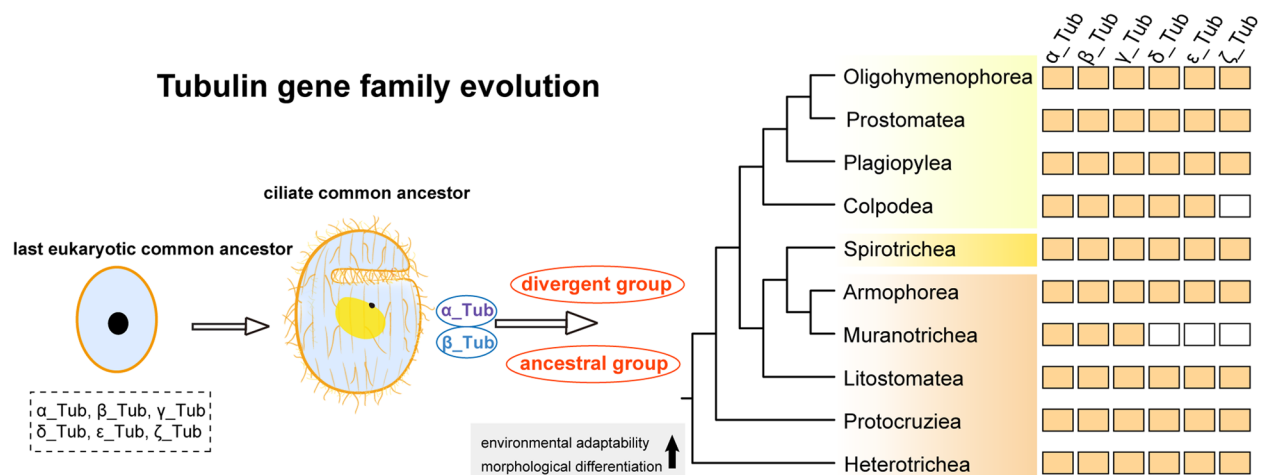 Tubulin gene family evolution
last eukaryotic common ancestor
α_Tub, β_Tub, γ_Tub
δ_Tub, ε_Tub, ζ_Tub
ciliate common ancestor
α_Tub
β_Tub
divergent group
ancestral group
environmental adaptability
morphological differentiation
α_Tub
β_Tub
γ_Tub
δ_Tub
ε_Tub
ζ_Tub
Oligohymenophorea
Prostomatea
Plagiopylea
Colpodea
Spirotrichea
Armophorea
Muranotrichea
Litostomatea
Protocruziea
Heterotrichea